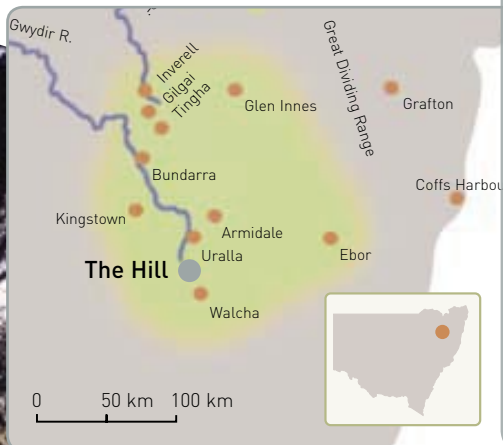 Gwydir R.
Inverell
Gilgai
Tingha
Glen Innes
Great Dividing Range
Grafton
Bundarra
Coffs Harbou
Kingstown
Armidale
Uralla
Ebor
The Hill
Walcha
0 50 km 100 km